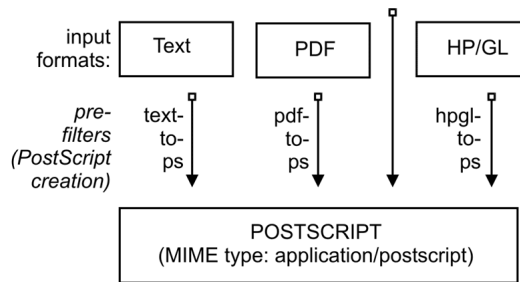 input
formats:
Text
PDF
HP/GL
pre-
filters
(PostScript
creation)
text-
to-
ps
pdf-
to-
ps
hpgl-
to-
ps
POSTSCRIPT
(MIME type: application/postscript)